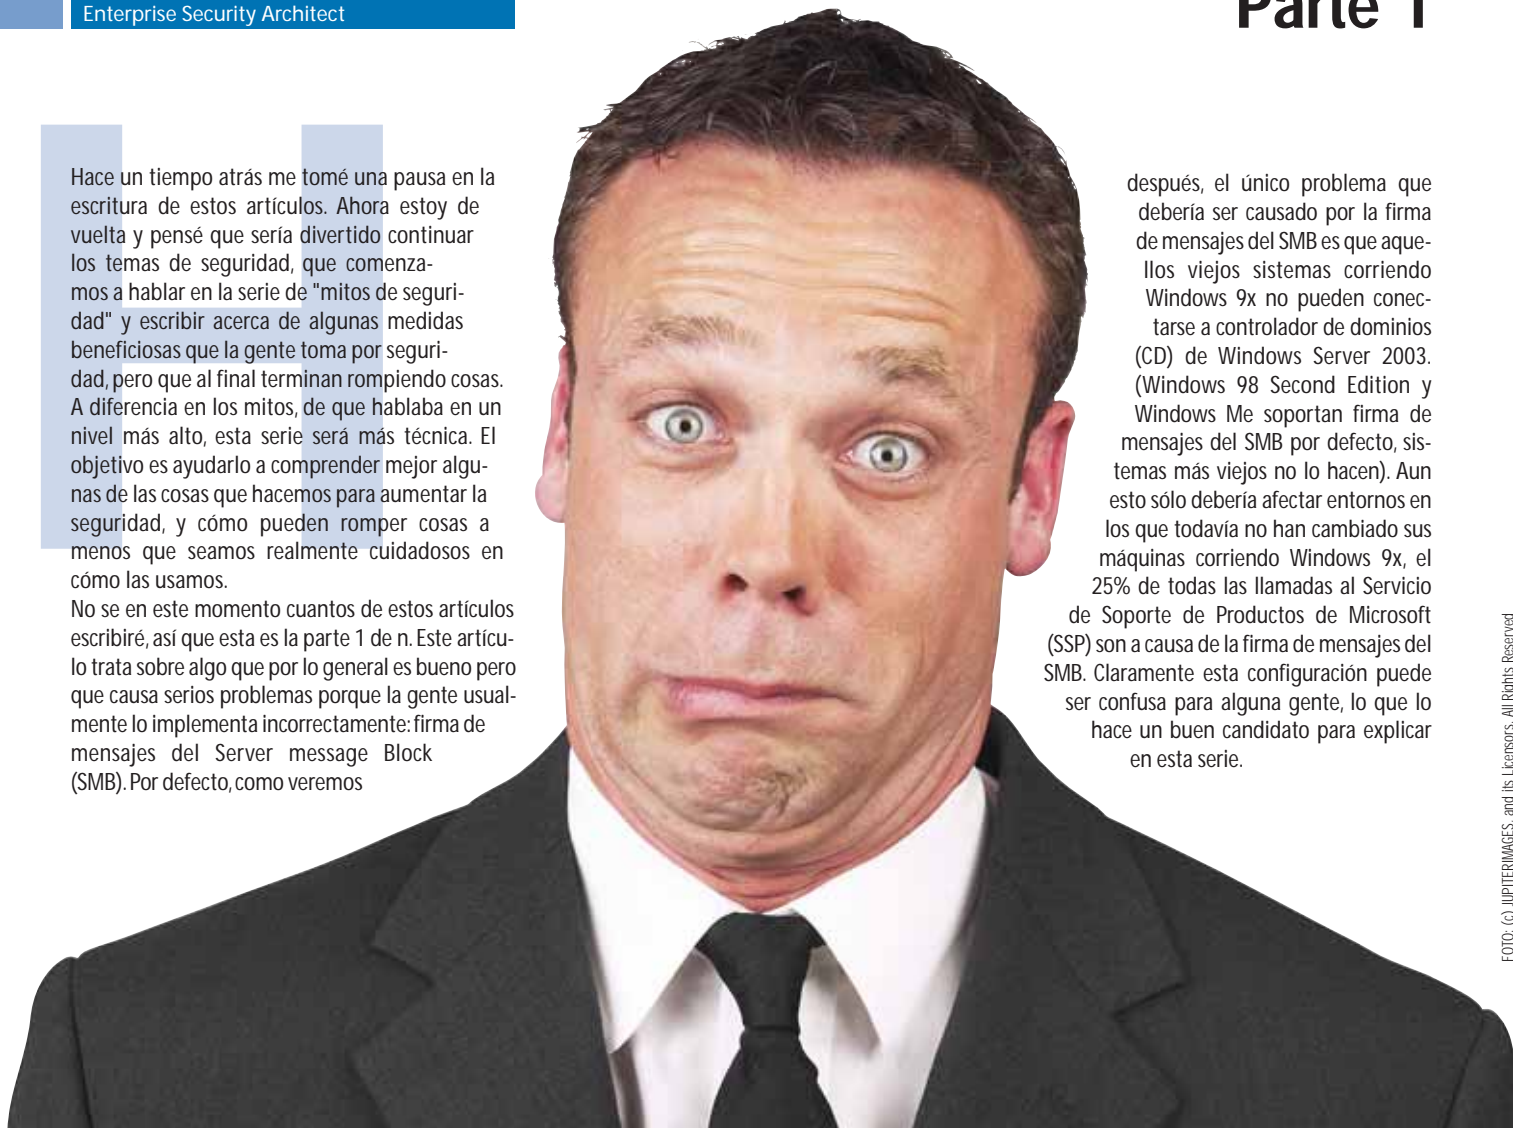 Enterprise Security Architect
Parte 1
Hace un tiempo atrás me tomé una pausa en la
escritura de estos artículos. Ahora estoy de
vuelta y pensé que sería divertido continuar
los temas de seguridad, que comenza-
mos a hablar en la serie de "mitos de seguri-
dad" y escribir acerca de algunas medidas
beneficiosas que la gente toma por seguri-
dad, pero que al final terminan rompiendo cosas.
A diferencia en los mitos, de que hablaba en un
nivel más alto, esta serie será más técnica. El
objetivo es ayudarlo a comprender mejor algu-
nas de las cosas que hacemos para aumentar la
seguridad, y cómo pueden romper cosas a
menos que seamos realmente cuidadosos en
cómo las usamos.
No se en este momento cuantos de estos artículos
escribiré, así que esta es la parte 1 de n. Este artícu-
lo trata sobre algo que por lo general es bueno pero
que causa serios problemas porque la gente usual-
mente lo implementa incorrectamente: firma de
mensajes del Server message Block
(SMB). Por defecto, como veremos
después, el único problema que
debería ser causado por la firma
de mensajes del SMB es que aque-
llos viejos sistemas corriendo
Windows 9x no pueden conec-
tarse a controlador de dominios
(CD) de Windows Server 2003.
(Windows 98 Second Edition y
Windows Me soportan firma de
mensajes del SMB por defecto, sis-
temas más viejos no lo hacen). Aun
esto sólo debería afectar entornos en
los que todavía no han cambiado sus
máquinas corriendo Windows 9x, el
25% de todas las llamadas al Servicio
de Soporte de Productos de Microsoft
(SSP) son a causa de la firma de mensajes del
SMB. Claramente esta configuración puede
ser confusa para alguna gente, lo que lo
hace un buen candidato para explicar
en esta serie.
FOTO: (c) JUPITERIMAGES, and its Licensors. All Rights Reserved